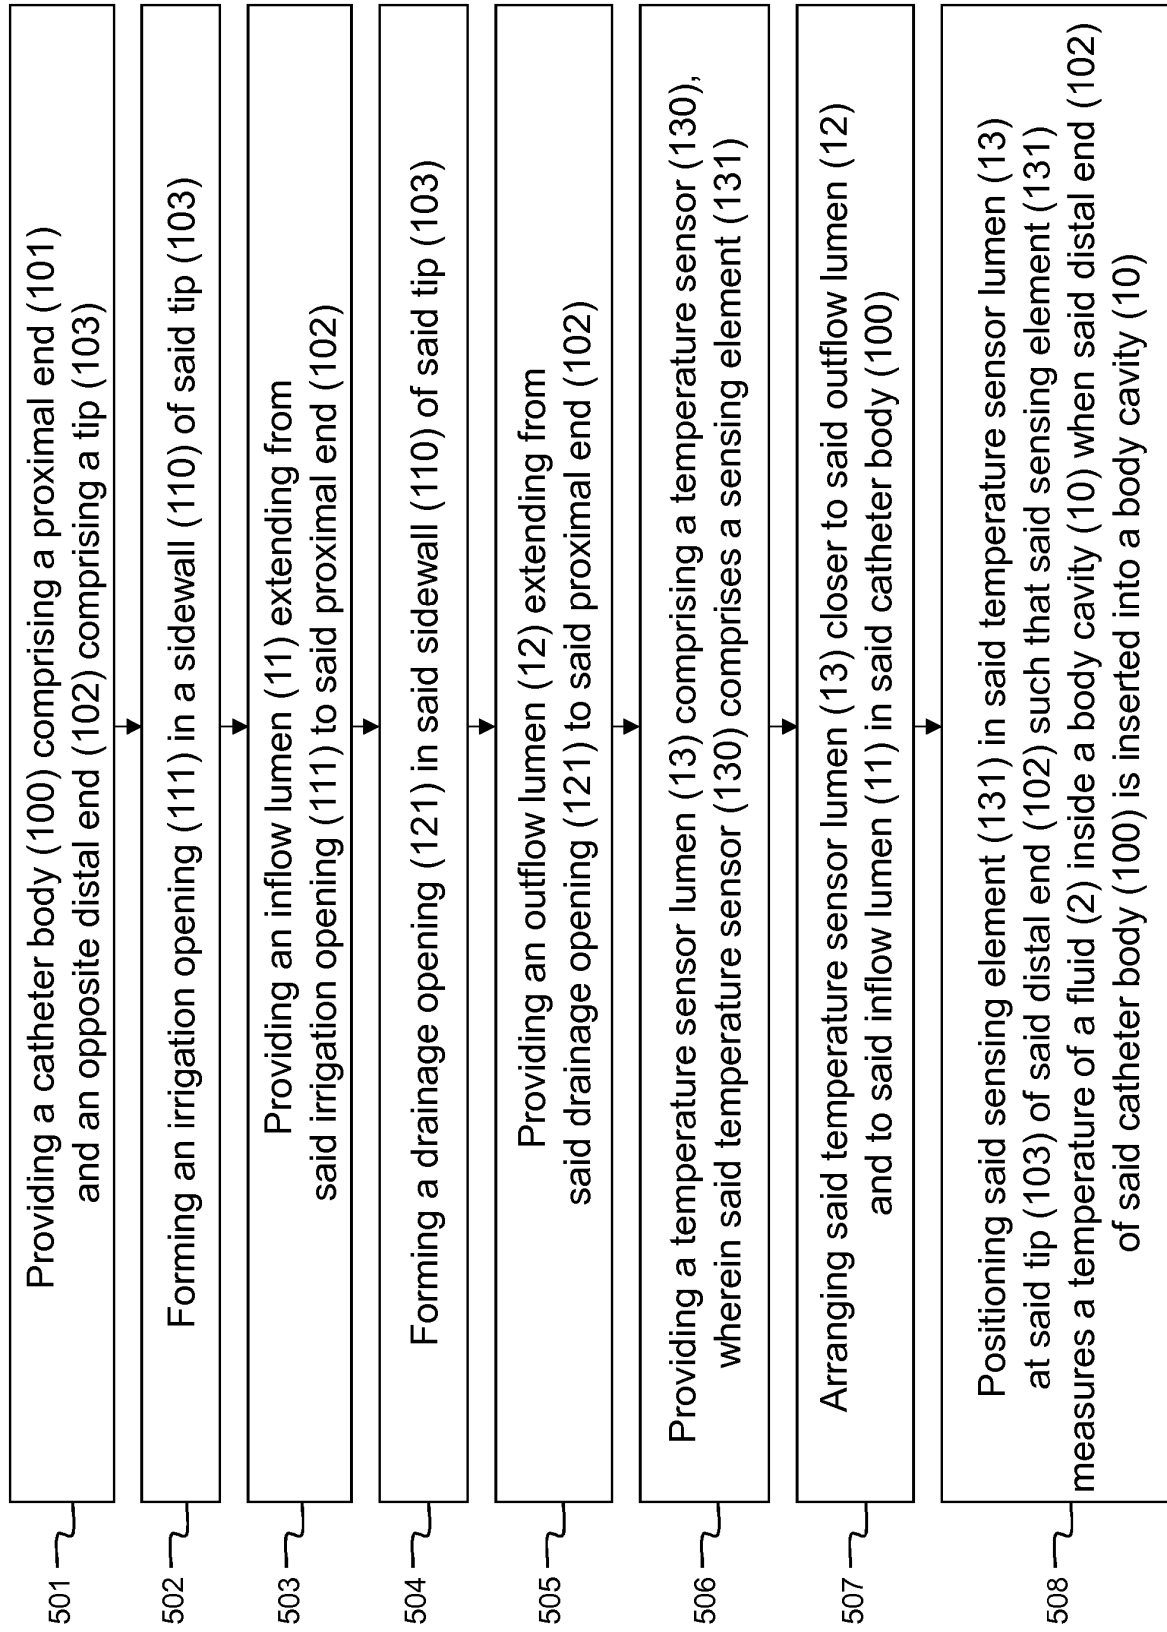 501
Providing a catheter body (100) comprising a proximal end (101)
and an opposite distal end (102) comprising a tip (103)
502
Forming an irrigation opening (111) in a sidewall (110) of said tip (103)
503
Providing an inflow lumen (11) extending from
said irrigation opening (111) to said proximal end (102)
504
Forming a drainage opening (121) in said sidewall (110) of said tip (103)
505
Providing an outflow lumen (12) extending from
said drainage opening (121) to said proximal end (102)
506
Providing a temperature sensor lumen (13) comprising a temperature sensor (130),
wherein said temperature sensor (130) comprises a sensing element (131)
507
Arranging said temperature sensor lumen (13) closer to said outflow lumen (12)
and to said inflow lumen (11) in said catheter body (100)
508
Positioning said sensing element (131) in said temperature sensor lumen (13)
at said tip (103) of said distal end (102) such that said sensing element (131)
measures a temperature of a fluid (2) inside a body cavity (10) when said distal end (102)
of said catheter body (100) is inserted into a body cavity (10)